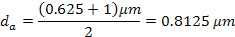 d_a = (0.625 + 1)μm / 2 = 0.8125 μm